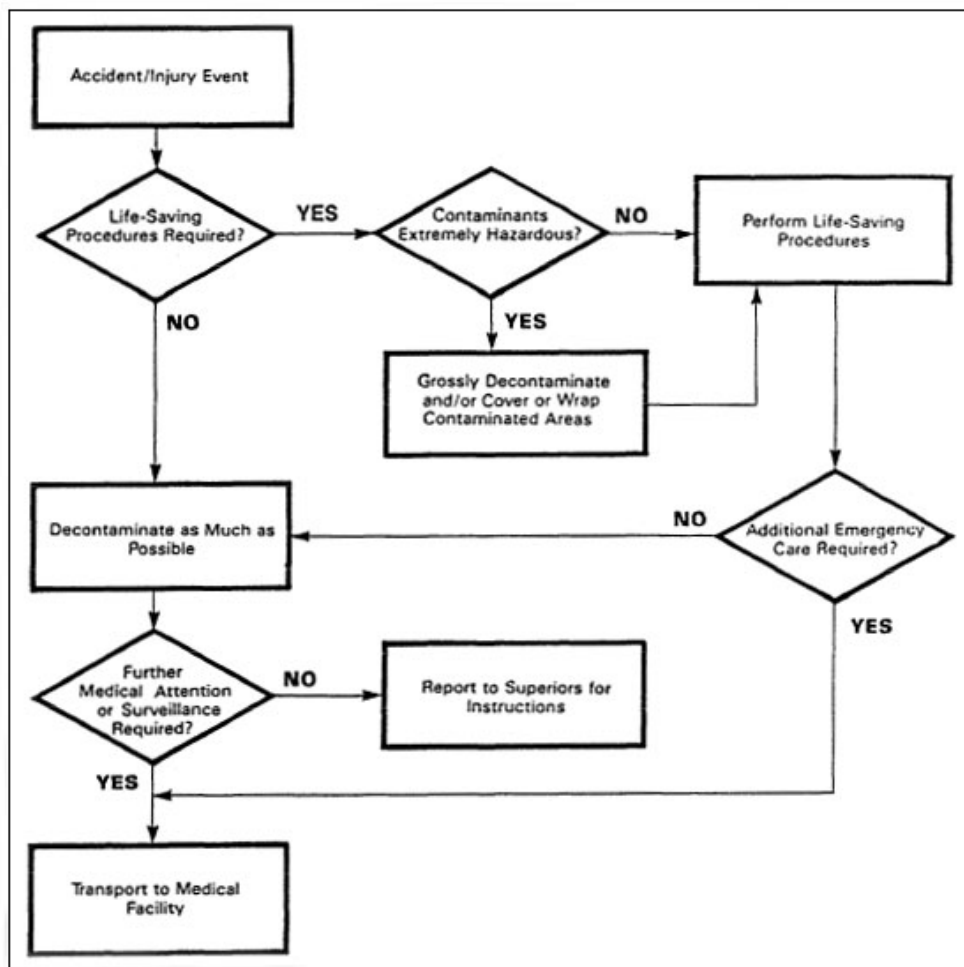 Accident/Injury Event
Life-Saving
Procedures Required?
YES
Contaminants
Extremely Hazardous?
NO
Perform Life-Saving
Procedures
NO
YES
Grossly Decontaminate
and/or Cover or Wrap
Contaminated Areas
Decontaminate as Much as
Possible
NO
Additional Emergency
Care Required?
YES
Further
Medical Attention
or Surveillance
Required?
NO
Report to Superiors for
Instructions
YES
Transport to Medical
Facility